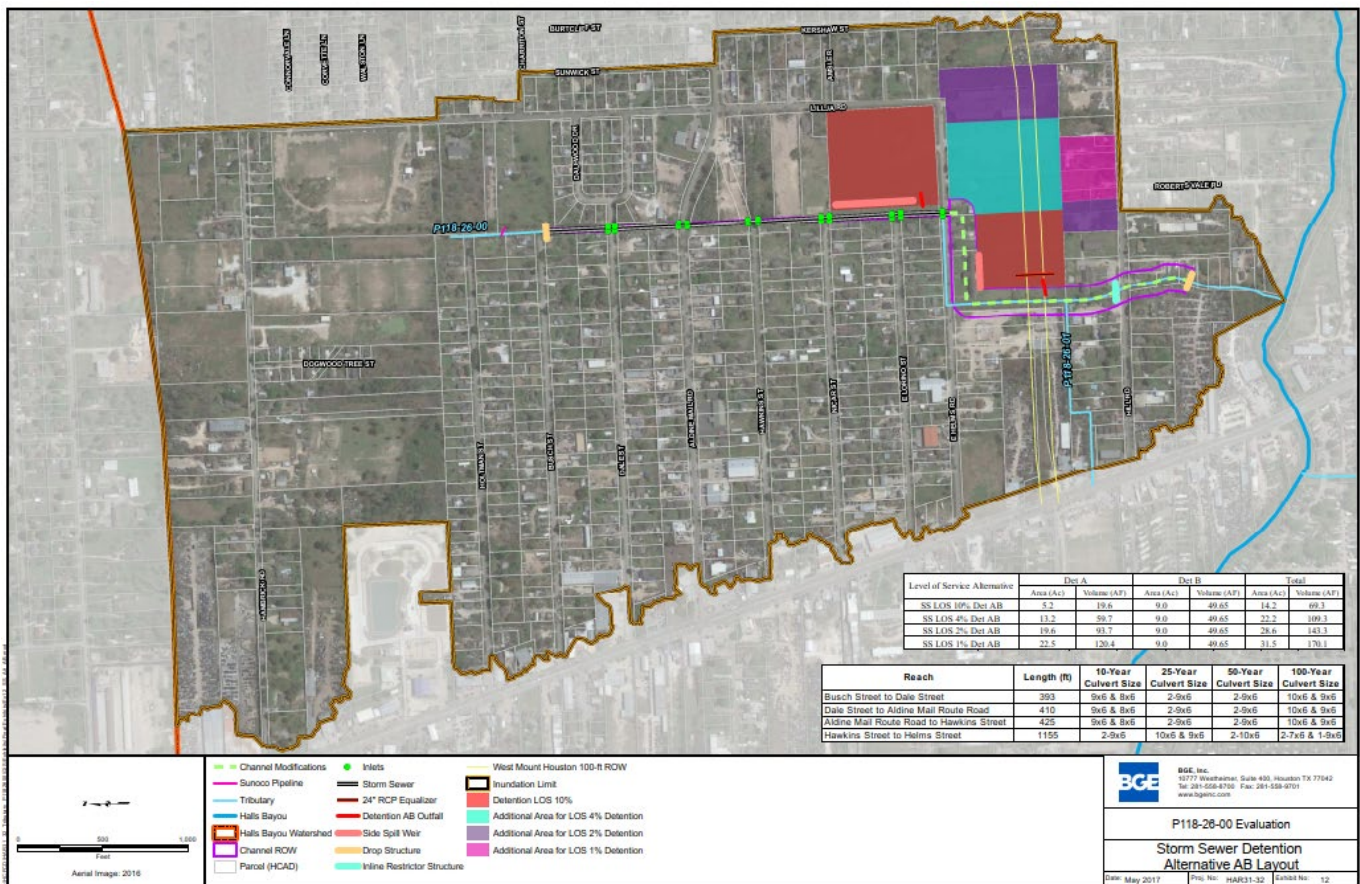 BURTCLIFF ST
KERSHAW ST
CHARRITON ST
CONNORVALE LN
CORVETTE LN
WALSTON LN
SUNWICK ST
LILLJA RD
ROBERTS VALE RD
P118-26-00
DOGWOOD TREE ST
P118-26-01
HOLTMAN ST
BUSCH ST
DALE ST
ALDINE MAIL RD
HAWKINS ST
NICAR ST
E LORINO ST
E HELMS RD
HILL RD
HAMBRICK RD
Level of Service Alternative Det A Det B Total
Area (Ac) Volume (AF) Area (Ac) Volume (AF) Area (Ac) Volume (AF)
SS LOS 10% Det AB 5.2 19.6 9.0 49.65 14.2 69.3
SS LOS 4% Det AB 13.2 59.7 9.0 49.65 22.2 109.3
SS LOS 2% Det AB 19.6 93.7 9.0 49.65 28.6 143.3
SS LOS 1% Det AB 22.5 120.4 9.0 49.65 31.5 170.1
Reach Length (ft) 10-Year Culvert Size 25-Year Culvert Size 50-Year Culvert Size 100-Year Culvert Size
Busch Street to Dale Street 393 9x6 & 8x6 2-9x6 2-9x6 10x6 & 9x6
Dale Street to Aldine Mail Route Road 410 9x6 & 8x6 2-9x6 2-9x6 10x6 & 9x6
Aldine Mail Route Road to Hawkins Street 425 9x6 & 8x6 2-9x6 2-9x6 10x6 & 9x6
Hawkins Street to Helms Street 1155 2-9x6 10x6 & 9x6 2-10x6 2-7x6 & 1-9x6
0 500 1,000
Feet
Aerial Image: 2016
Channel Modifications
Sunoco Pipeline
Tributary
Halls Bayou
Halls Bayou Watershed
Channel ROW
Parcel (HCAD)
Inlets
Storm Sewer
24" RCP Equalizer
Detention AB Outfall
Side Spill Weir
Drop Structure
Inline Restrictor Structure
West Mount Houston 100-ft ROW
Inundation Limit
Detention LOS 10%
Additional Area for LOS 4% Detention
Additional Area for LOS 2% Detention
Additional Area for LOS 1% Detention
BGE
BGE, Inc.
10777 Westheimer, Suite 400, Houston TX 77042
Tel: 281-558-8700 Fax: 281-558-9701
www.bgeinc.com
P118-26-00 Evaluation
Storm Sewer Detention
Alternative AB Layout
Date: May 2017 Proj. No: HAR31-32 Exhibit No: 12